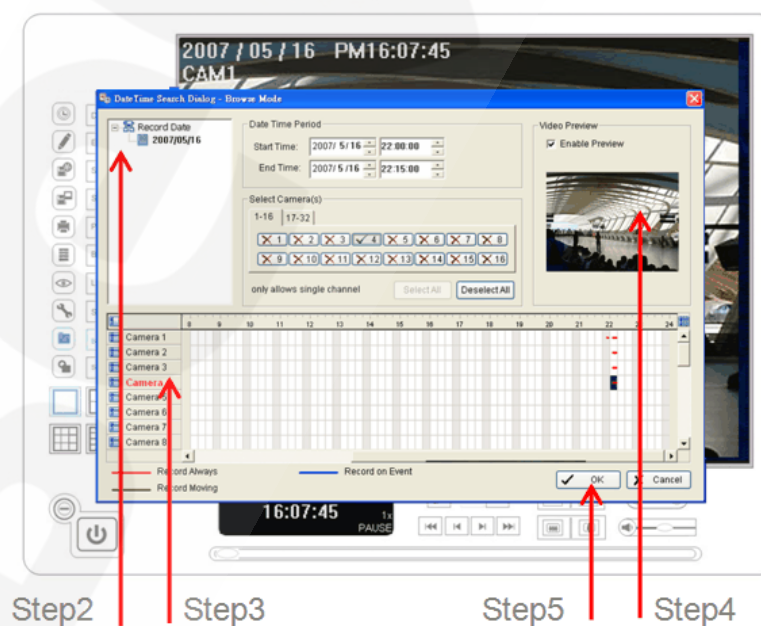 2007 / 05 / 16 PM16:07:45
CAM1
DateTime Search Dialog - Browse Mode
Record Date
2007/05/16
Date Time Period
Start Time: 2007/ 5/16 22:00:00
End Time: 2007/ 5/16 22:15:00
Video Preview
Enable Preview
Select Camera(s)
1-16 17-32
1 2 3 4 5 6 7 8
9 10 11 12 13 14 15 16
only allows single channel Select All Deselect All
8 9 10 11 12 13 14 15 16 17 18 19 20 21 22 23 24
Camera 1
Camera 2
Camera 3
Camera
Camera 5
Camera 6
Camera 7
Camera 8
Record Always Record on Event
Record Moving
OK Cancel
16:07:45 1x
PAUSE
Step2 Step3 Step5 Step4